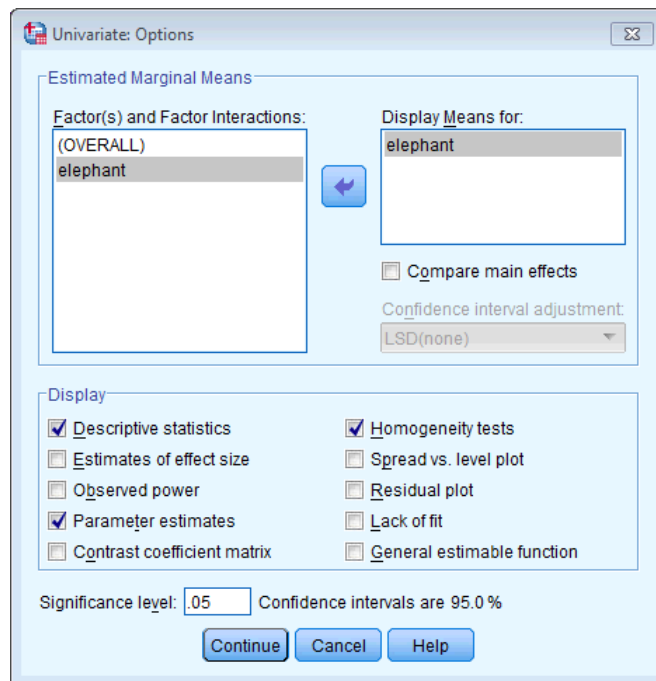 Univariate: Options
Estimated Marginal Means
Factor(s) and Factor Interactions:
(OVERALL)
elephant
Display Means for:
elephant
Compare main effects
Confidence interval adjustment:
LSD(none)
Display
Descriptive statistics
Estimates of effect size
Observed power
Parameter estimates
Contrast coefficient matrix
Homogeneity tests
Spread vs. level plot
Residual plot
Lack of fit
General estimable function
Significance level: .05 Confidence intervals are 95.0 %
Continue Cancel Help